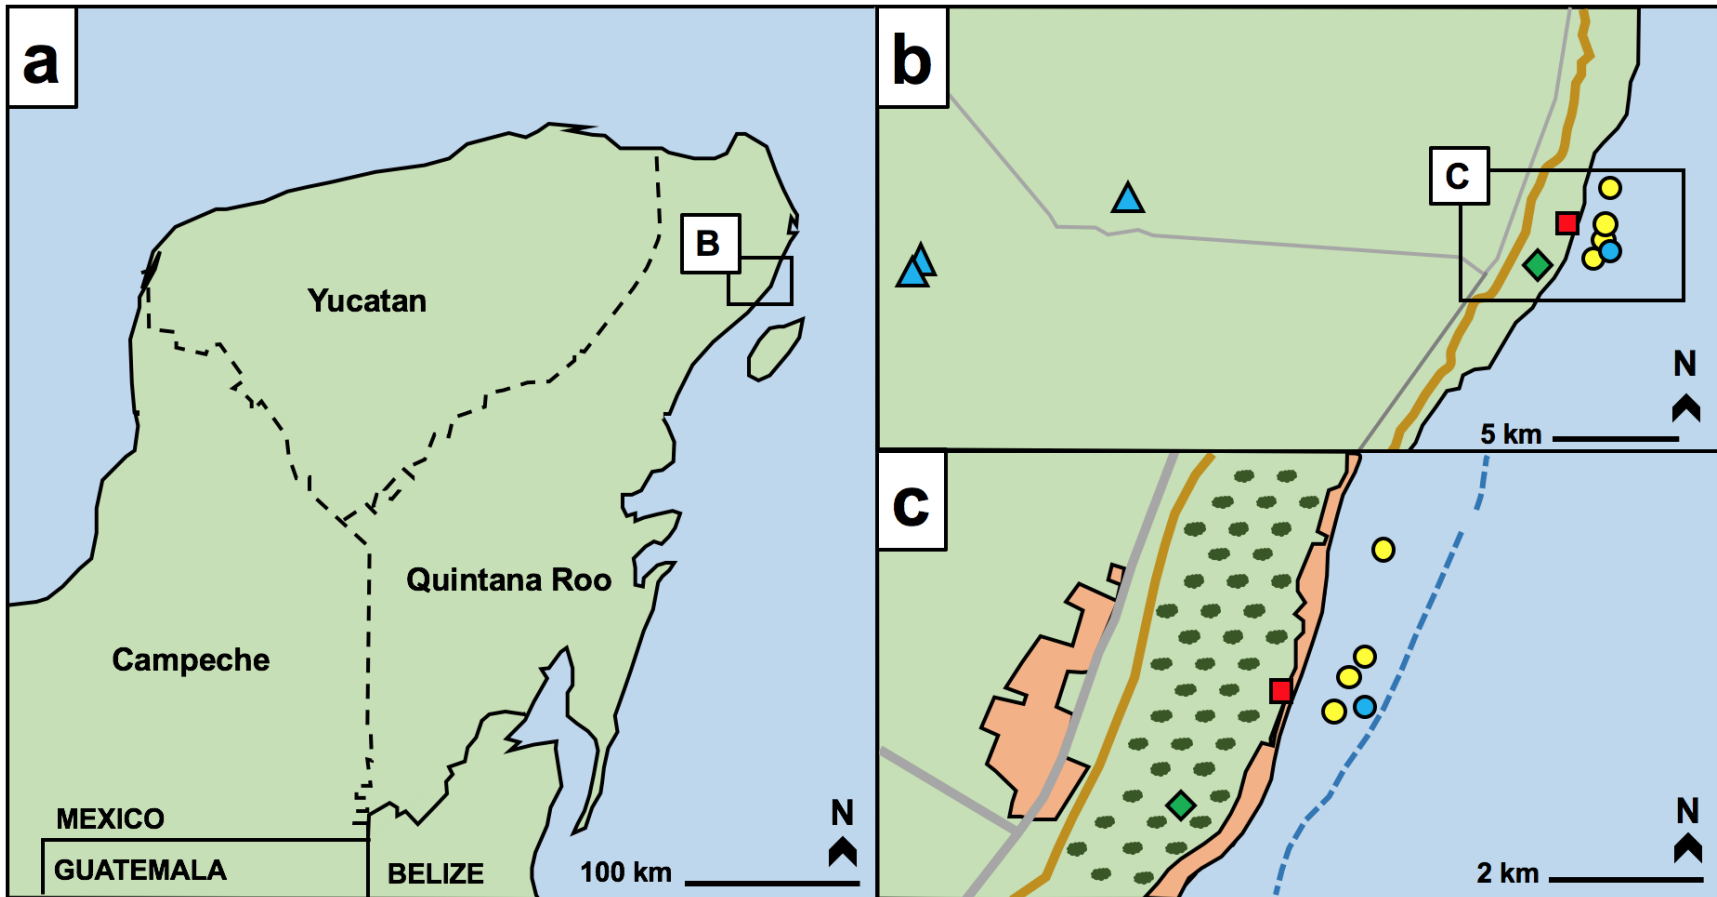 a
B
Yucatan
Quintana Roo
Campeche
MEXICO
GUATEMALA
BELIZE
N
100 km
b
C
N
5 km
c
N
2 km